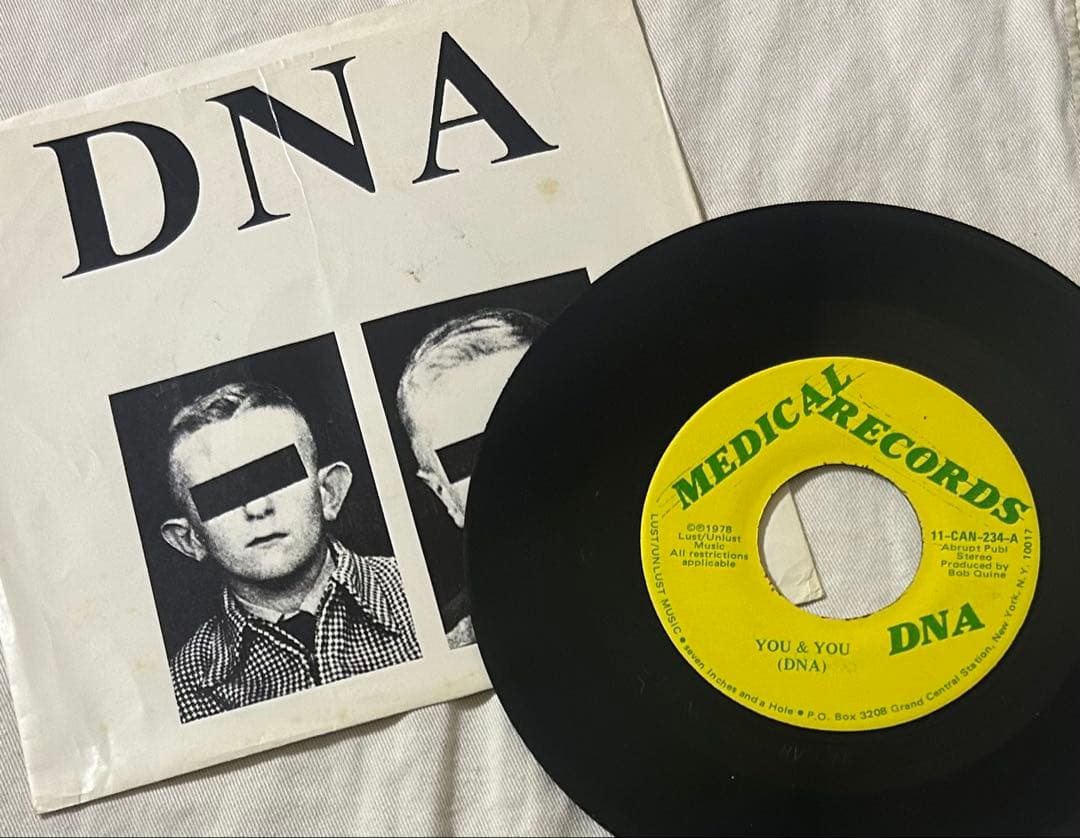 DNA
MEDICAL RECORDS
©℗1978
Lust/Unlust
Music
All restrictions
applicable
11-CAN-234-A
Abrupt Publ
Stereo
Produced by
Bob Quine
DNA
YOU & YOU
(DNA)
LUST/UNLUST MUSIC • seven inches and a Hole • P.O. Box 3208 Grand Central Station, New York, N.Y. 10017